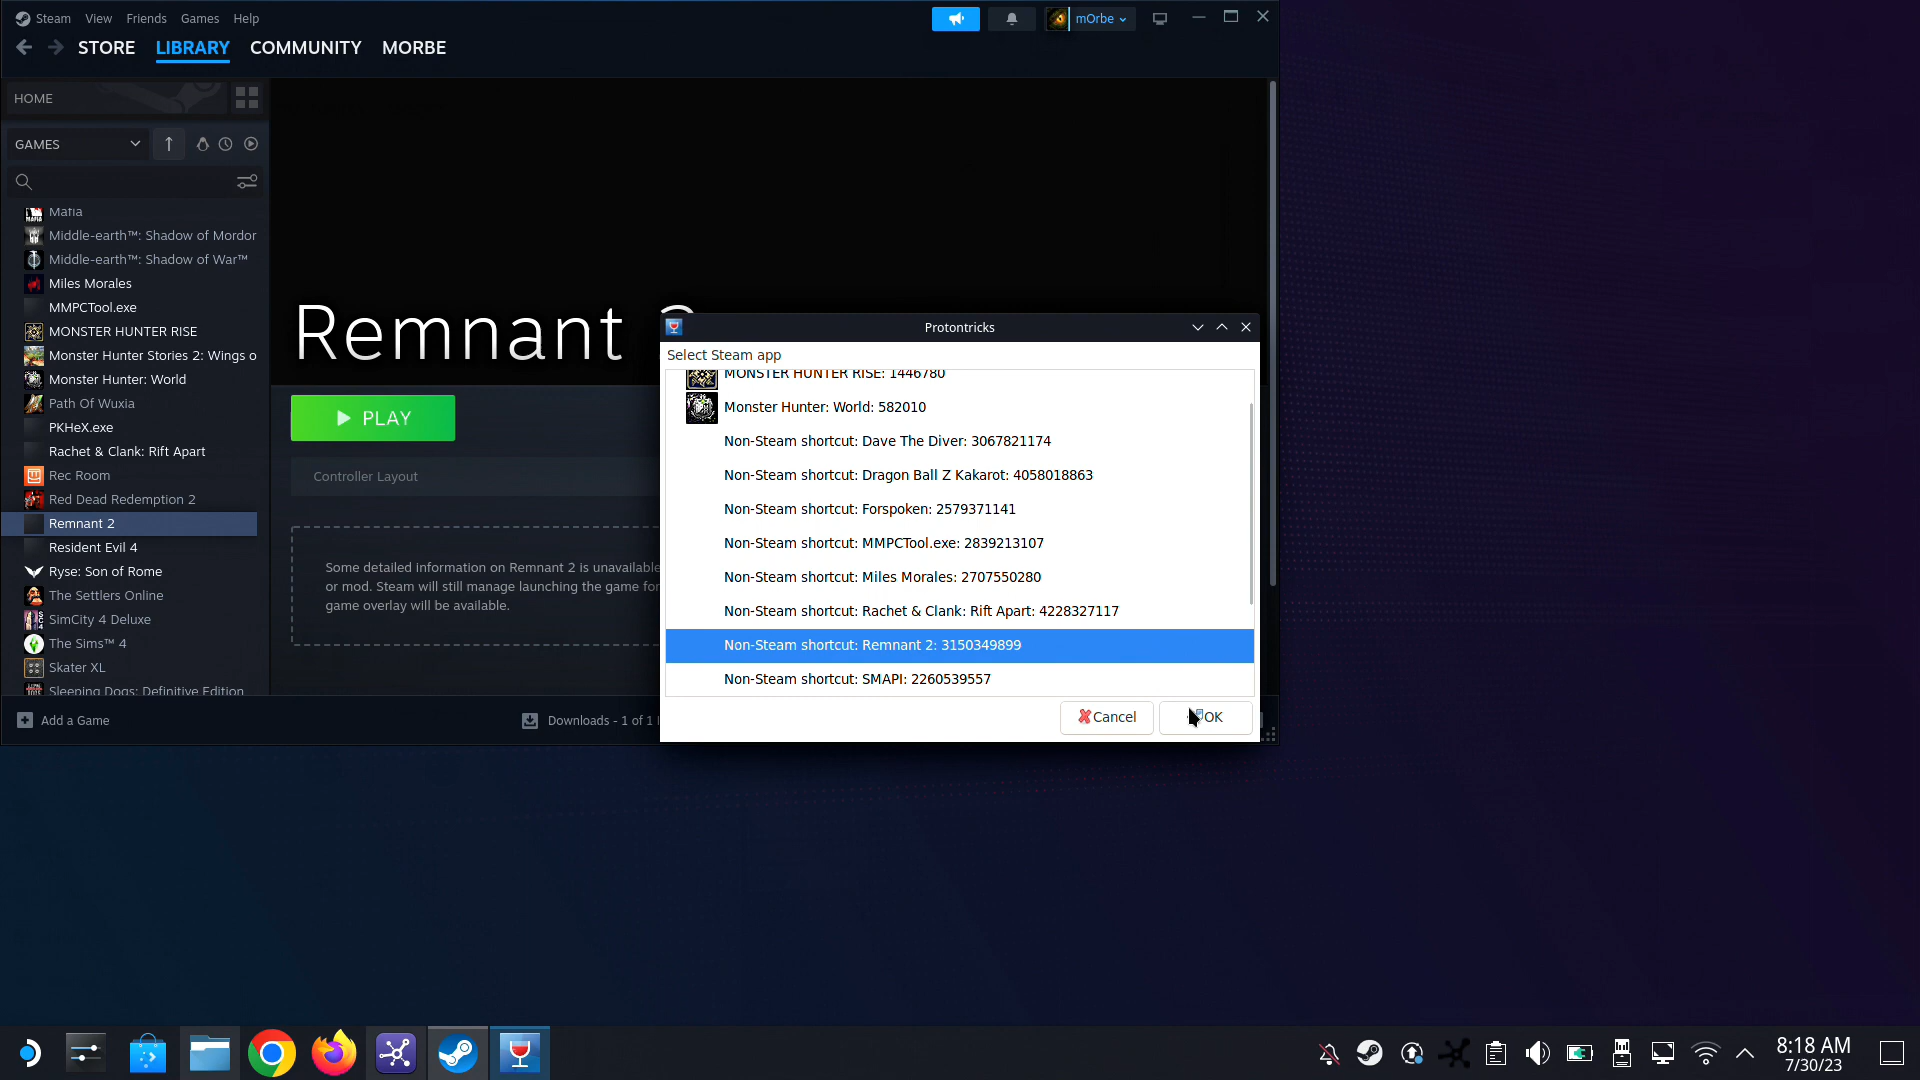 Steam View Friends Games Help
mOrbe
STORE LIBRARY COMMUNITY MORBE
HOME
GAMES
Mafia
Middle-earth™: Shadow of Mordor
Middle-earth™: Shadow of War™
Miles Morales
MMPCTool.exe
MONSTER HUNTER RISE
Monster Hunter Stories 2: Wings o
Monster Hunter: World
Path Of Wuxia
PKHeX.exe
Rachet & Clank: Rift Apart
Rec Room
Red Dead Redemption 2
Remnant 2
Resident Evil 4
Ryse: Son of Rome
The Settlers Online
SimCity 4 Deluxe
The Sims™ 4
Skater XL
Sleeping Dogs: Definitive Edition
Add a Game
Remnant 2
PLAY
Controller Layout
Some detailed information on Remnant 2 is unavailable
or mod. Steam will still manage launching the game for
game overlay will be available.
Downloads - 1 of 1
Protontricks
Select Steam app
MONSTER HUNTER RISE: 1446780
Monster Hunter: World: 582010
Non-Steam shortcut: Dave The Diver: 3067821174
Non-Steam shortcut: Dragon Ball Z Kakarot: 4058018863
Non-Steam shortcut: Forspoken: 2579371141
Non-Steam shortcut: MMPCTool.exe: 2839213107
Non-Steam shortcut: Miles Morales: 2707550280
Non-Steam shortcut: Rachet & Clank: Rift Apart: 4228327117
Non-Steam shortcut: Remnant 2: 3150349899
Non-Steam shortcut: SMAPI: 2260539557
Cancel OK
8:18 AM
7/30/23